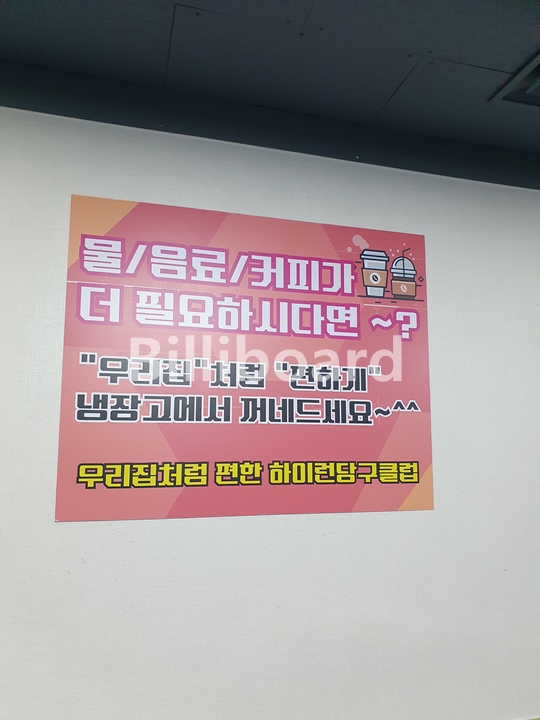 물/음료/커피가
더 필요하시다면 ~?
Billiboard
"우리집"처럼 "편하게"
냉장고에서 꺼네드세요~^^
우리집처럼 편한 하이런당구클럽